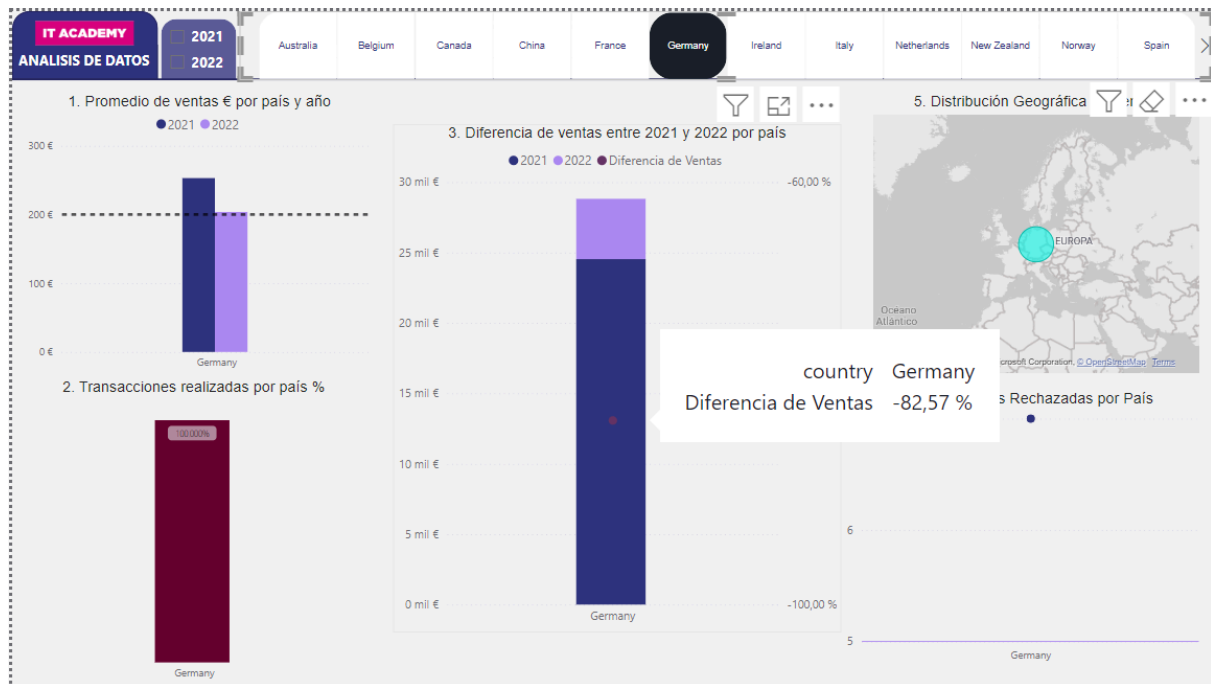 IT ACADEMY
ANALISIS DE DATOS
2021
2022
Australia
Belgium
Canada
China
France
Germany
Ireland
Italy
Netherlands
New Zealand
Norway
Spain
1. Promedio de ventas € por país y año
2021 2022
300 €
200 €
100 €
0 €
Germany
2. Transacciones realizadas por país %
100.000%
Germany
3. Diferencia de ventas entre 2021 y 2022 por país
2021 2022 Diferencia de Ventas
30 mil €
25 mil €
20 mil €
15 mil €
10 mil €
5 mil €
0 mil €
-60,00 %
-100,00 %
Germany
country Germany
Diferencia de Ventas -82,57 %
5. Distribución Geográfica
EUROPA
Océano
Atlántico
Corporation, © OpenStreetMap Terms
Rechazadas por País
6
5
Germany